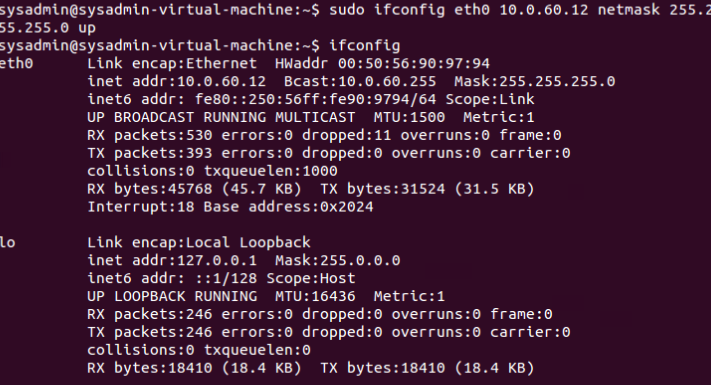 sysadmin@sysadmin-virtual-machine:~$ sudo ifconfig eth0 10.0.60.12 netmask 255.2
55.255.0 up
sysadmin@sysadmin-virtual-machine:~$ ifconfig
eth0      Link encap:Ethernet  HWaddr 00:50:56:90:97:94
          inet addr:10.0.60.12  Bcast:10.0.60.255  Mask:255.255.255.0
          inet6 addr: fe80::250:56ff:fe90:9794/64 Scope:Link
          UP BROADCAST RUNNING MULTICAST  MTU:1500  Metric:1
          RX packets:530 errors:0 dropped:11 overruns:0 frame:0
          TX packets:393 errors:0 dropped:0 overruns:0 carrier:0
          collisions:0 txqueuelen:1000
          RX bytes:45768 (45.7 KB)  TX bytes:31524 (31.5 KB)
          Interrupt:18 Base address:0x2024
lo        Link encap:Local Loopback
          inet addr:127.0.0.1  Mask:255.0.0.0
          inet6 addr: ::1/128 Scope:Host
          UP LOOPBACK RUNNING  MTU:16436  Metric:1
          RX packets:246 errors:0 dropped:0 overruns:0 frame:0
          TX packets:246 errors:0 dropped:0 overruns:0 carrier:0
          collisions:0 txqueuelen:0
          RX bytes:18410 (18.4 KB)  TX bytes:18410 (18.4 KB)